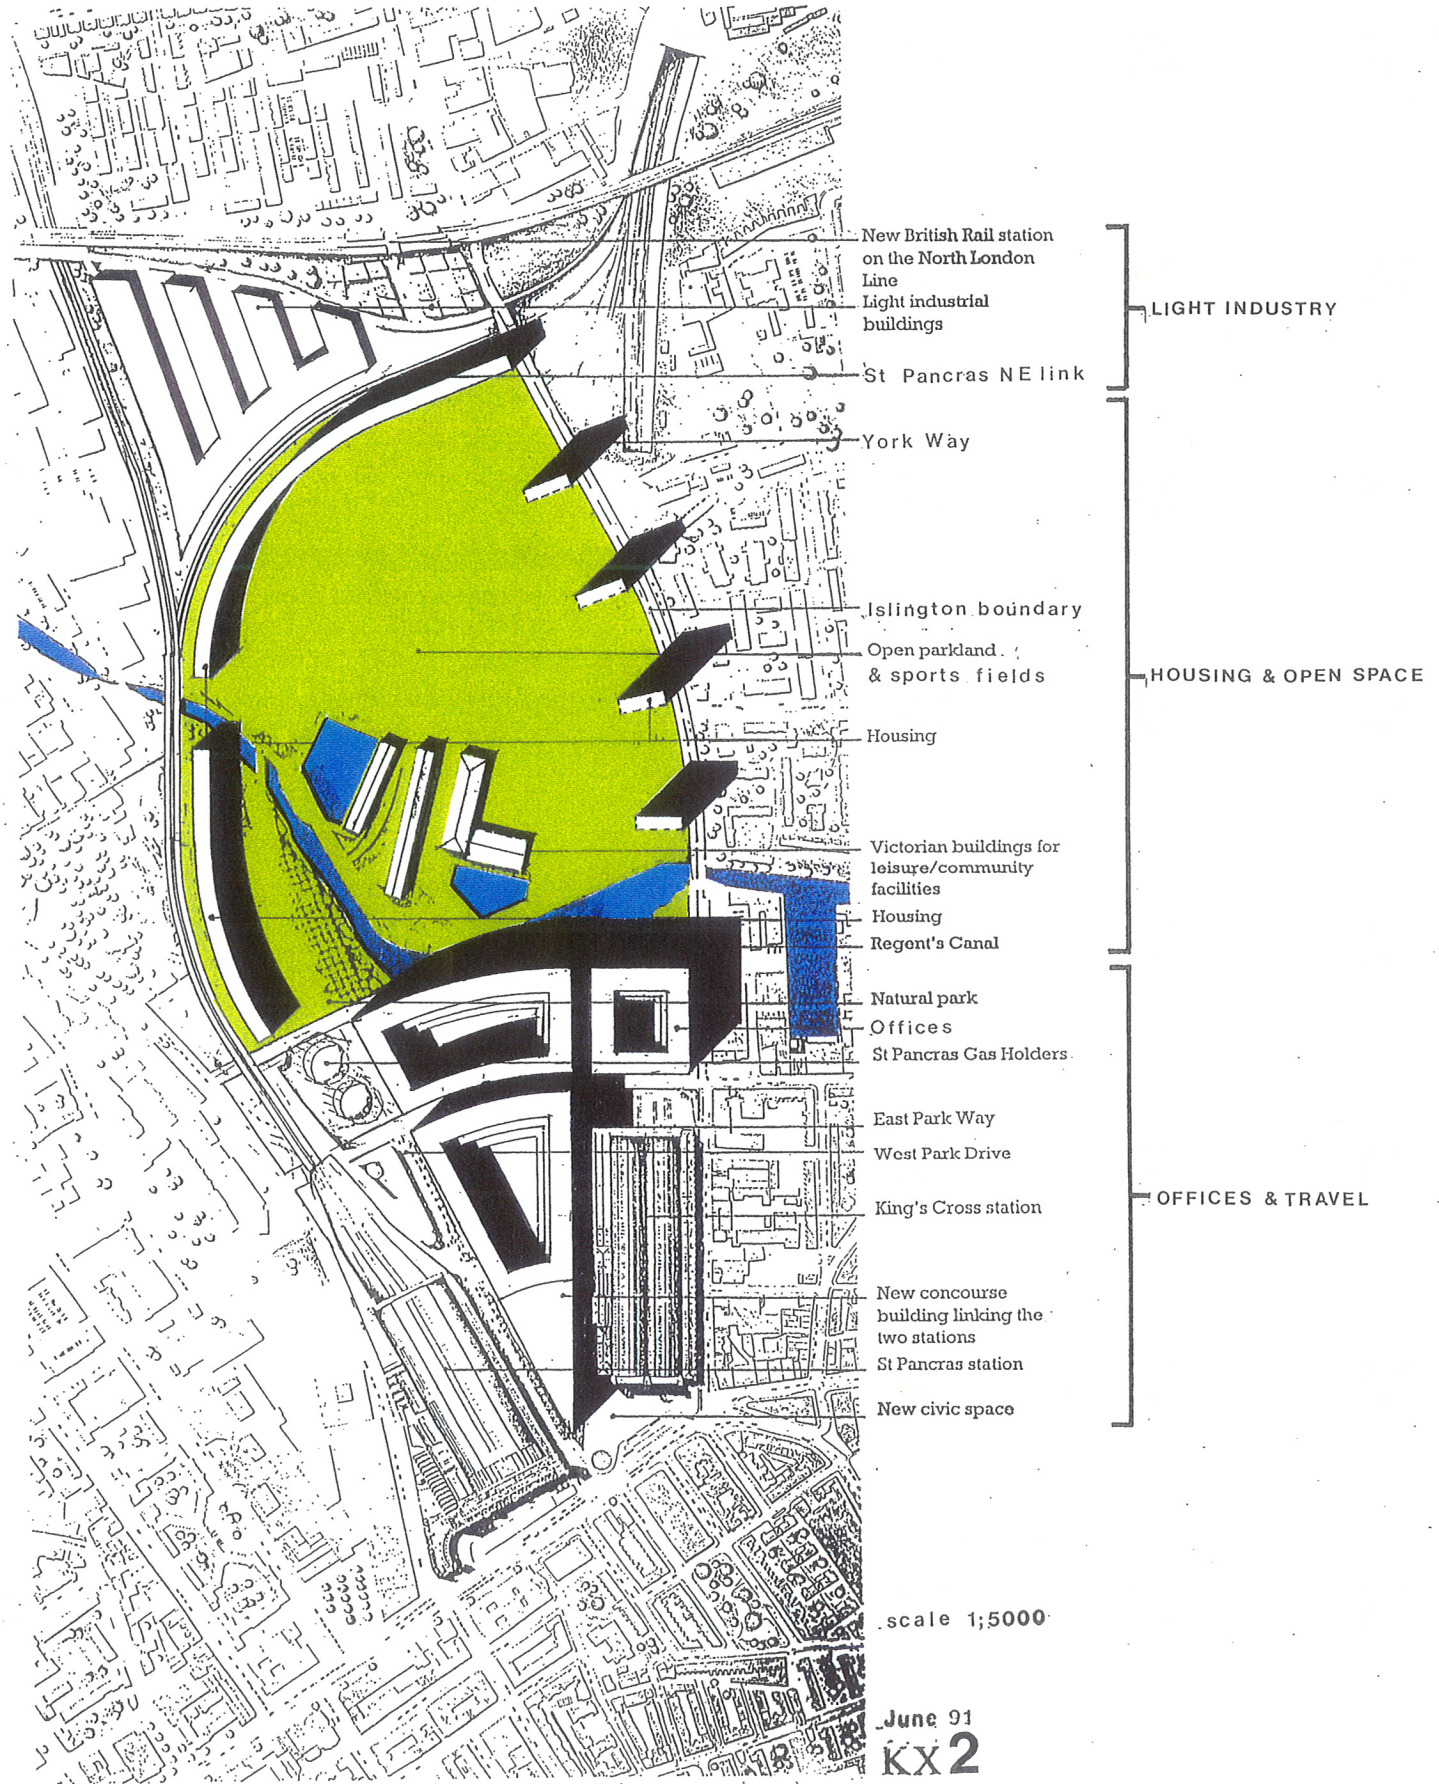 New British Rail station
on the North London
Line
Light industrial
buildings
LIGHT INDUSTRY
St Pancras NE link
York Way
Islington boundary
Open parkland
& sports fields
HOUSING & OPEN SPACE
Housing
Victorian buildings for
leisure/community
facilities
Housing
Regent's Canal
Natural park
Offices
St Pancras Gas Holders
East Park Way
West Park Drive
OFFICES & TRAVEL
King's Cross station
New concourse
building linking the
two stations
St Pancras station
New civic space
scale 1;5000
June 91
KX2